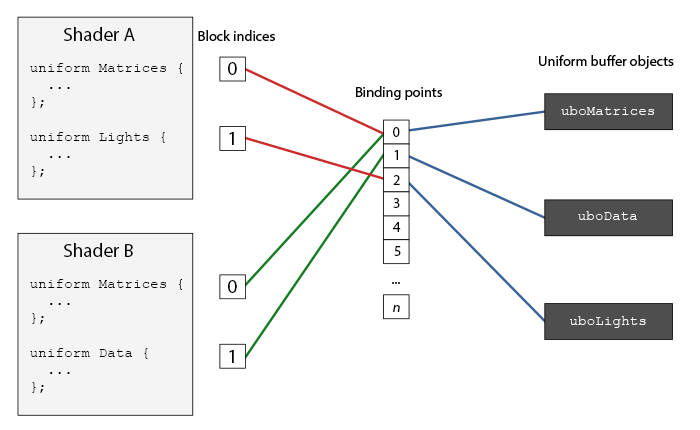 Shader A
uniform Matrices {
...
};
uniform Lights {
...
};
Block indices
0
1
Shader B
uniform Matrices {
...
};
uniform Data {
...
};
0
1
Binding points
0
1
2
3
4
5
...
n
Uniform buffer objects
uboMatrices
uboData
uboLights